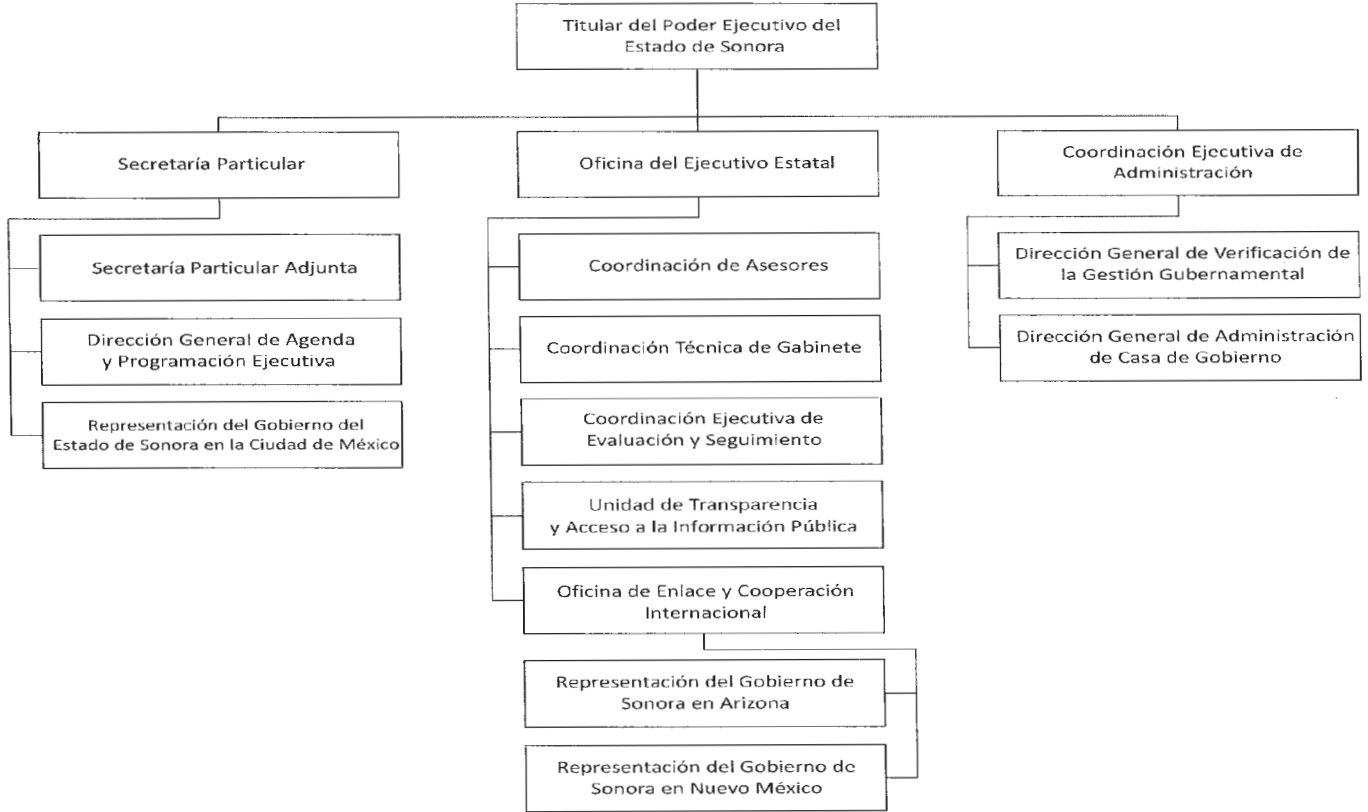 Titular del Poder Ejecutivo del
Estado de Sonora
Secretaría Particular
Oficina del Ejecutivo Estatal
Coordinación Ejecutiva de
Administración
Secretaría Particular Adjunta
Dirección General de Agenda
y Programación Ejecutiva
Representación del Gobierno del
Estado de Sonora en la Ciudad de México
Coordinación de Asesores
Coordinación Técnica de Gabinete
Coordinación Ejecutiva de
Evaluación y Seguimiento
Unidad de Transparencia
y Acceso a la Información Pública
Oficina de Enlace y Cooperación
Internacional
Representación del Gobierno de
Sonora en Arizona
Representación del Gobierno de
Sonora en Nuevo México
Dirección General de Verificación de
la Gestión Gubernamental
Dirección General de Administración
de Casa de Gobierno